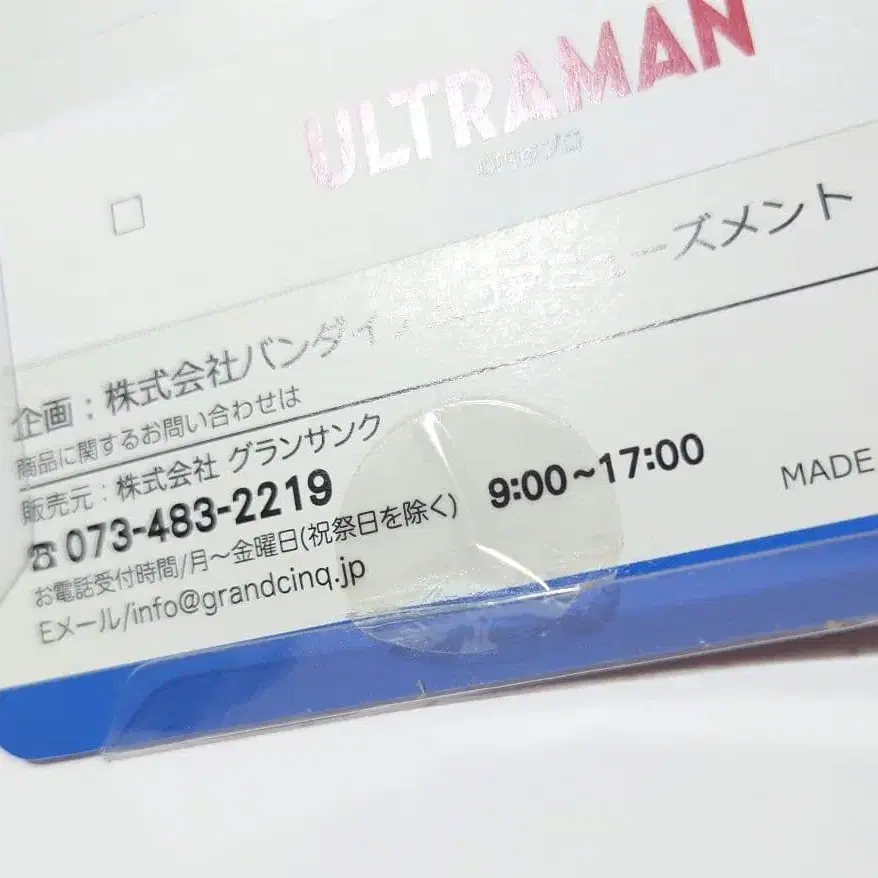 ULTRAMAN
企画：株式会社バンダイ ューズメント
商品に関するお問い合わせは
販売元：株式会社 グランサンク
☎073-483-2219 9:00~17:00
お電話受付時間/月～金曜日(祝祭日を除く)
Eメール/info@grandcinq.jp
MADE